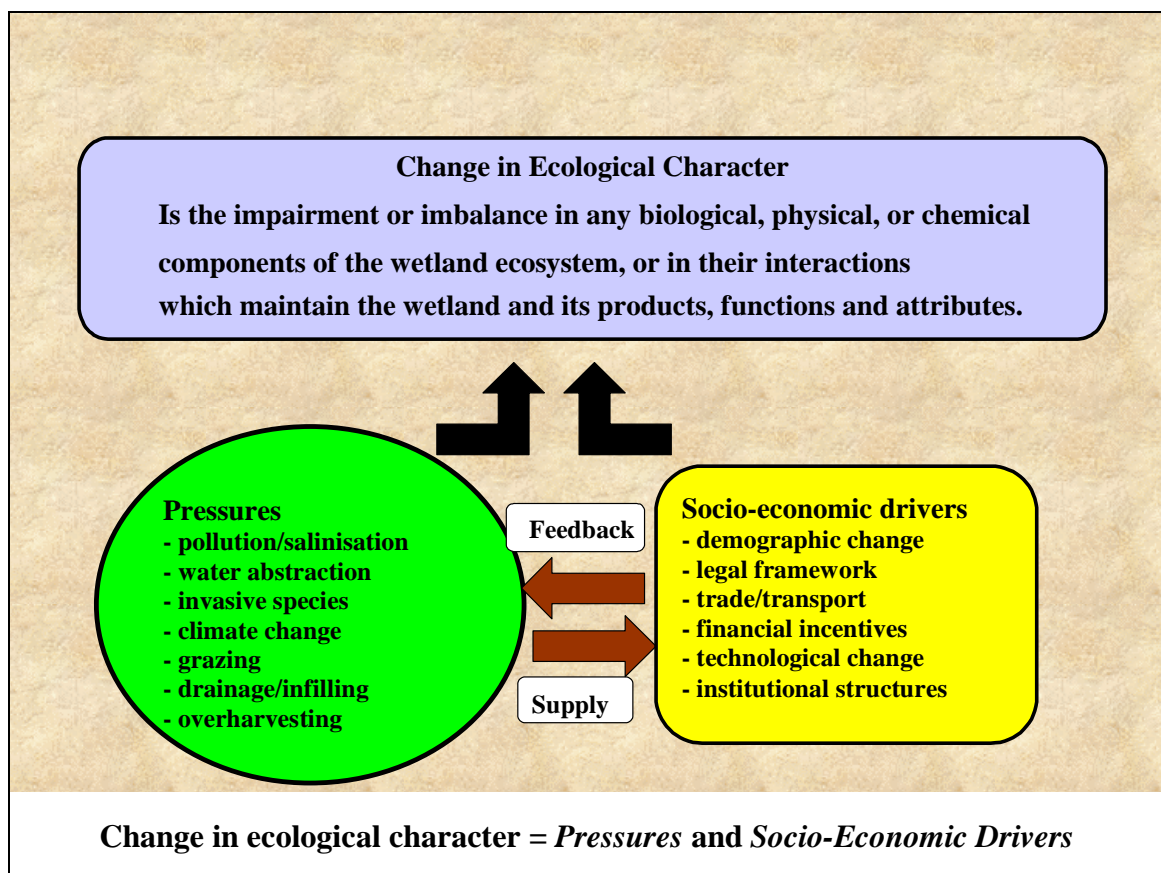 Change in Ecological Character
Is the impairment or imbalance in any biological, physical, or chemical
components of the wetland ecosystem, or in their interactions
which maintain the wetland and its products, functions and attributes.
Pressures
- pollution/salinisation
- water abstraction
- invasive species
- climate change
- grazing
- drainage/infilling
- overharvesting
Feedback
Supply
Socio-economic drivers
- demographic change
- legal framework
- trade/transport
- financial incentives
- technological change
- institutional structures
Change in ecological character = Pressures and Socio-Economic Drivers